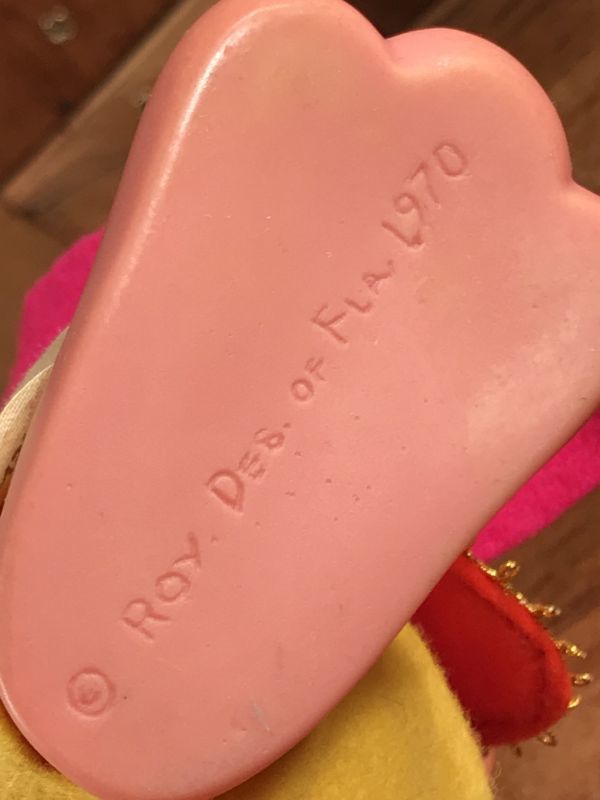 © ROY. DES. OF FLA. 1970